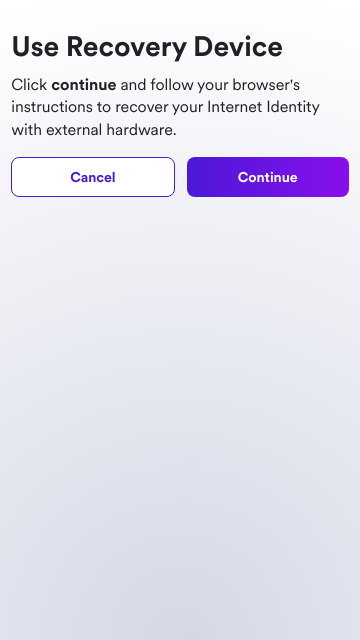 Use Recovery Device
Click continue and follow your browser's
instructions to recover your Internet Identity
with external hardware.
Cancel
Continue